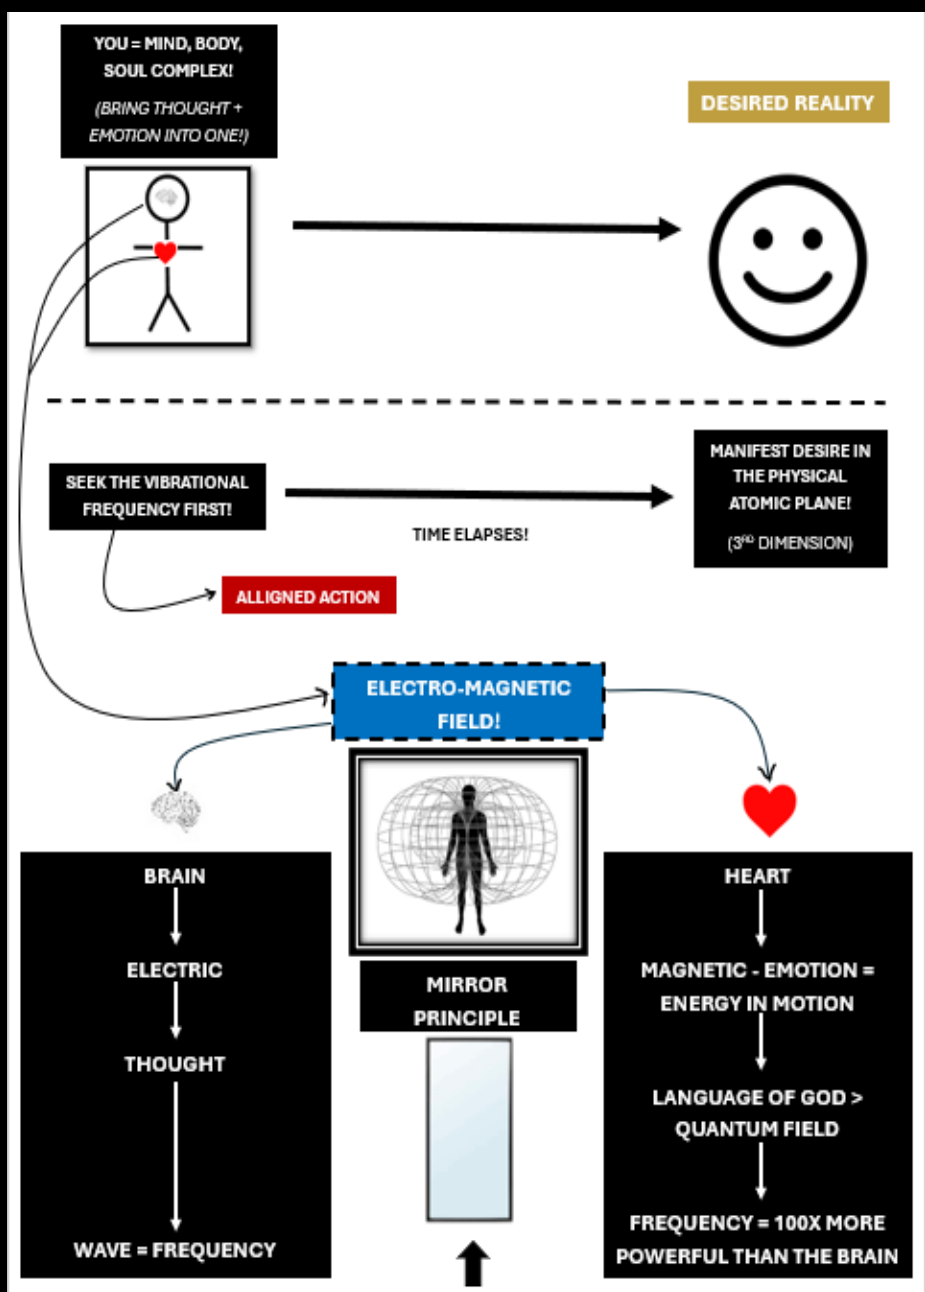 YOU = MIND, BODY,
SOUL COMPLEX!
(BRING THOUGHT +
EMOTION INTO ONE!)
DESIRED REALITY
SEEK THE VIBRATIONAL
FREQUENCY FIRST!
TIME ELAPSES!
MANIFEST DESIRE IN
THE PHYSICAL
ATOMIC PLANE!
(3RD DIMENSION)
ALLIGNED ACTION
ELECTRO-MAGNETIC
FIELD!
BRAIN
ELECTRIC
THOUGHT
WAVE = FREQUENCY
MIRROR
PRINCIPLE
HEART
MAGNETIC - EMOTION =
ENERGY IN MOTION
LANGUAGE OF GOD >
QUANTUM FIELD
FREQUENCY = 100X MORE
POWERFUL THAN THE BRAIN